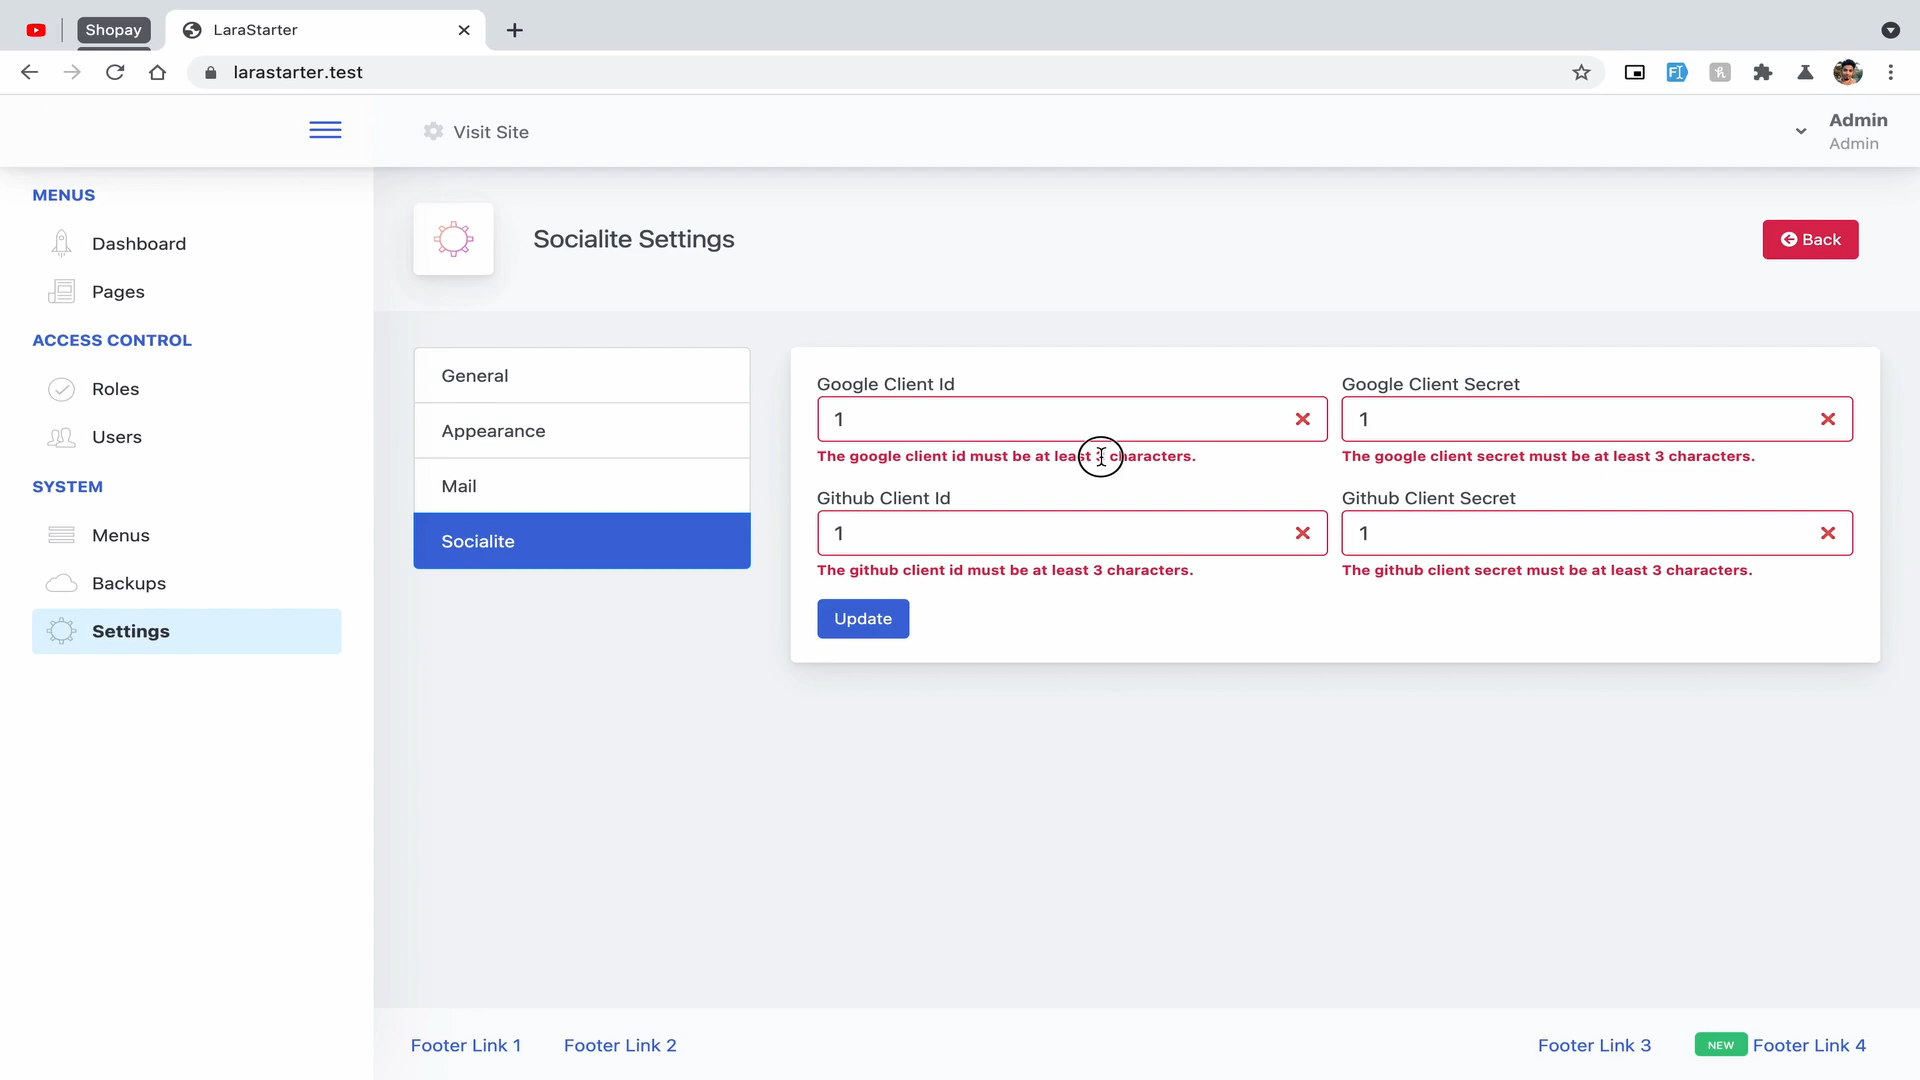 Shopay
LaraStarter
larastarter.test
Visit Site
Admin
Admin
MENUS
Dashboard
Pages
ACCESS CONTROL
Roles
Users
SYSTEM
Menus
Backups
Settings
Socialite Settings
Back
General
Appearance
Mail
Socialite
Google Client Id
1
The google client id must be at least 3 characters.
Google Client Secret
1
The google client secret must be at least 3 characters.
Github Client Id
1
The github client id must be at least 3 characters.
Github Client Secret
1
The github client secret must be at least 3 characters.
Update
Footer Link 1
Footer Link 2
Footer Link 3
NEW Footer Link 4